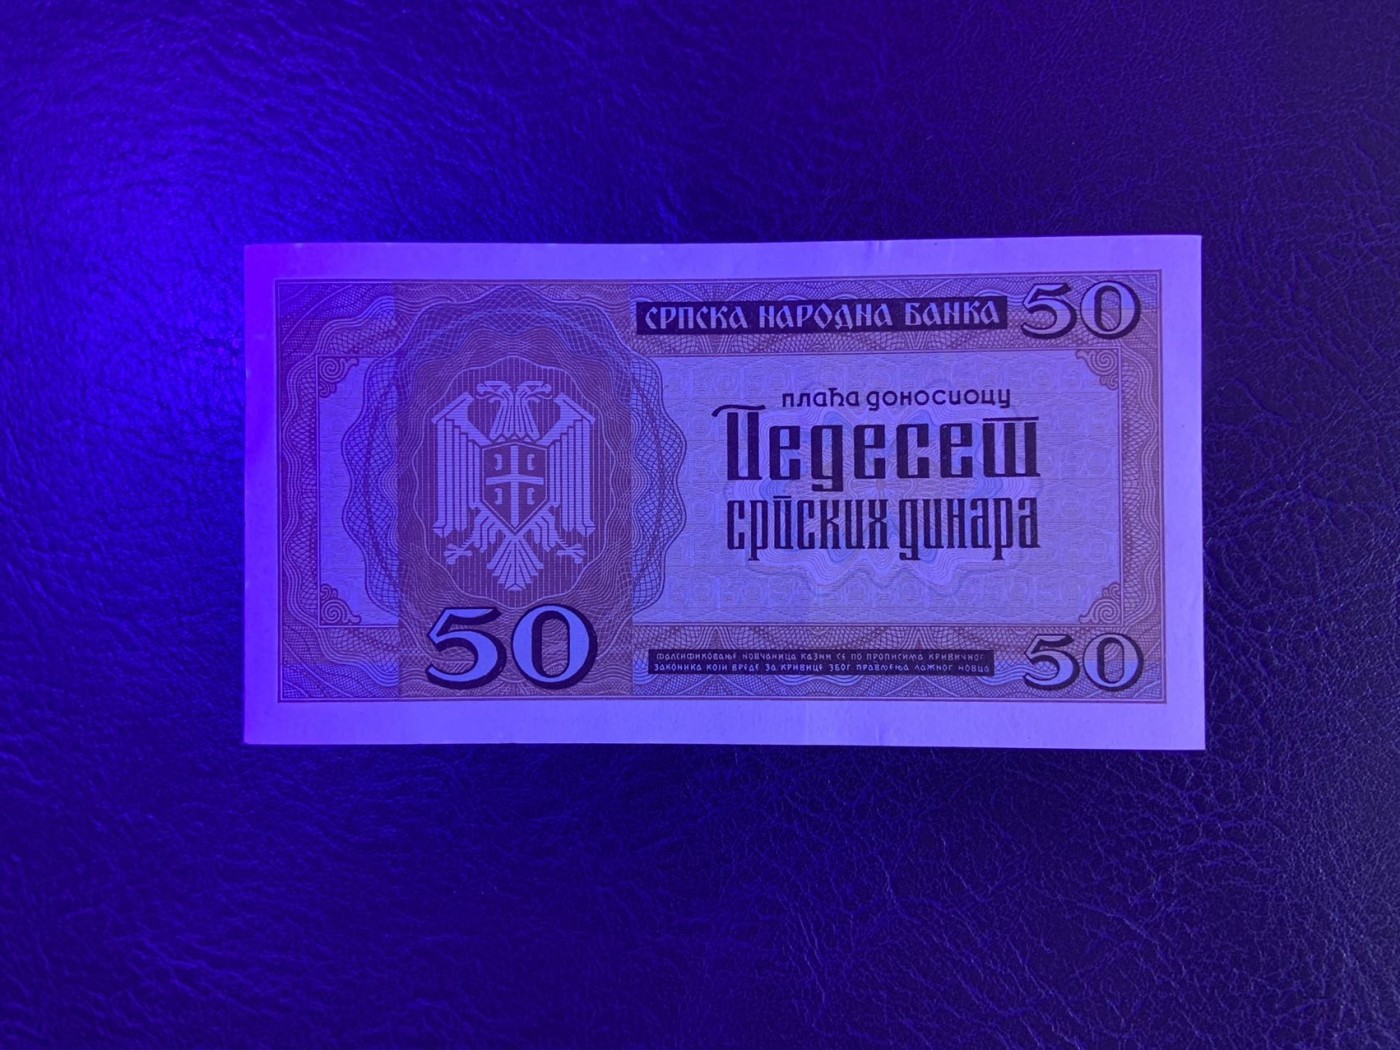 СРПСКА НАРОДНА БАНКА 50
плаћа доносиоцу
Педесет
српских динара
50
ФАЛСИФИКОВАЊЕ НОВЧАНИЦА КАЗНИ СЕ ПО ПРОПИСИМА КРИВИЧНОГ
ЗАКОНИКА КОЈИ ВРЕДЕ ЗА КРИВИЦЕ ЗБОГ ПРАВЉЕЊА ЛАЖНОГ НОВЦА
50